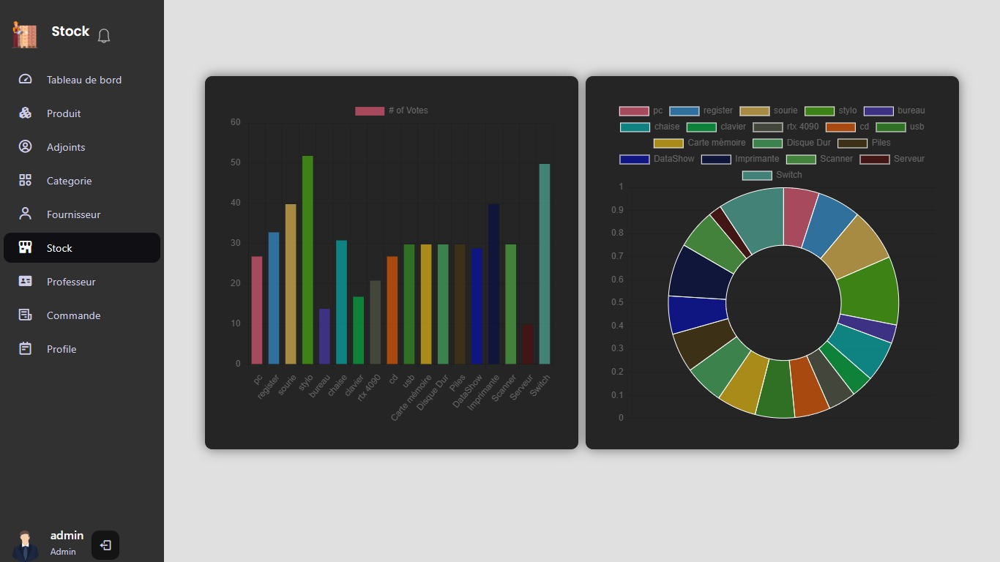 Stock
Tableau de bord
Produit
Adjoints
Categorie
Fournisseur
Stock
Professeur
Commande
Profile
admin
Admin
# of Votes
60
50
40
30
20
10
0
pc
register
sourie
stylo
bureau
chaise
clavier
rtx 4090
cd
usb
Carte mèmoire
Disque Dur
Piles
DataShow
Imprimante
Scanner
Serveur
Switch
pc register sourie stylo bureau
chaise clavier rtx 4090 cd usb
Carte mèmoire Disque Dur Piles
DataShow Imprimante Scanner Serveur
Switch
1
0.9
0.8
0.7
0.6
0.5
0.4
0.3
0.2
0.1
0